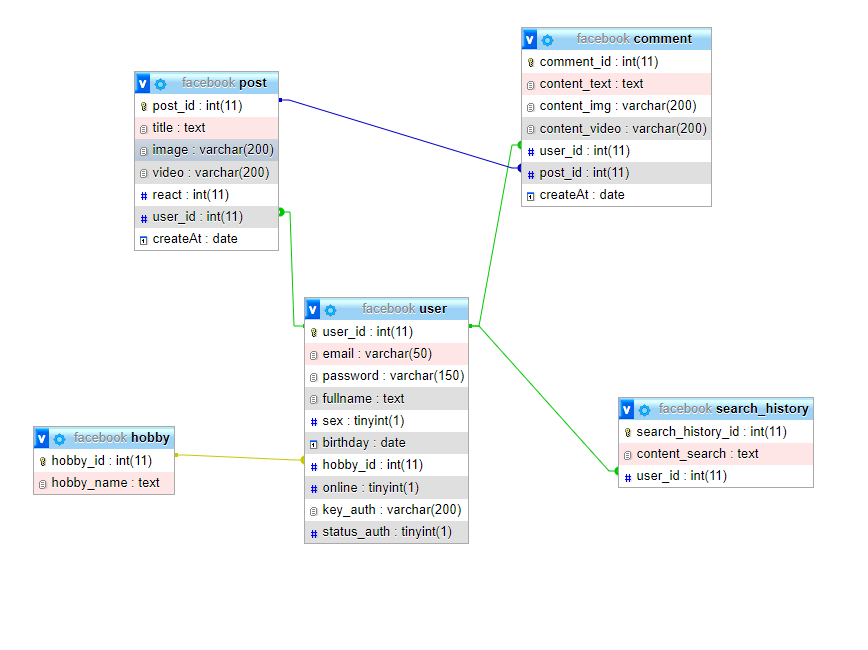 facebook post
post_id : int(11)
title : text
image : varchar(200)
video : varchar(200)
react : int(11)
user_id : int(11)
createAt : date
facebook comment
comment_id : int(11)
content_text : text
content_img : varchar(200)
content_video : varchar(200)
user_id : int(11)
post_id : int(11)
createAt : date
facebook user
user_id : int(11)
email : varchar(50)
password : varchar(150)
fullname : text
sex : tinyint(1)
birthday : date
hobby_id : int(11)
online : tinyint(1)
key_auth : varchar(200)
status_auth : tinyint(1)
facebook hobby
hobby_id : int(11)
hobby_name : text
facebook search_history
search_history_id : int(11)
content_search : text
user_id : int(11)